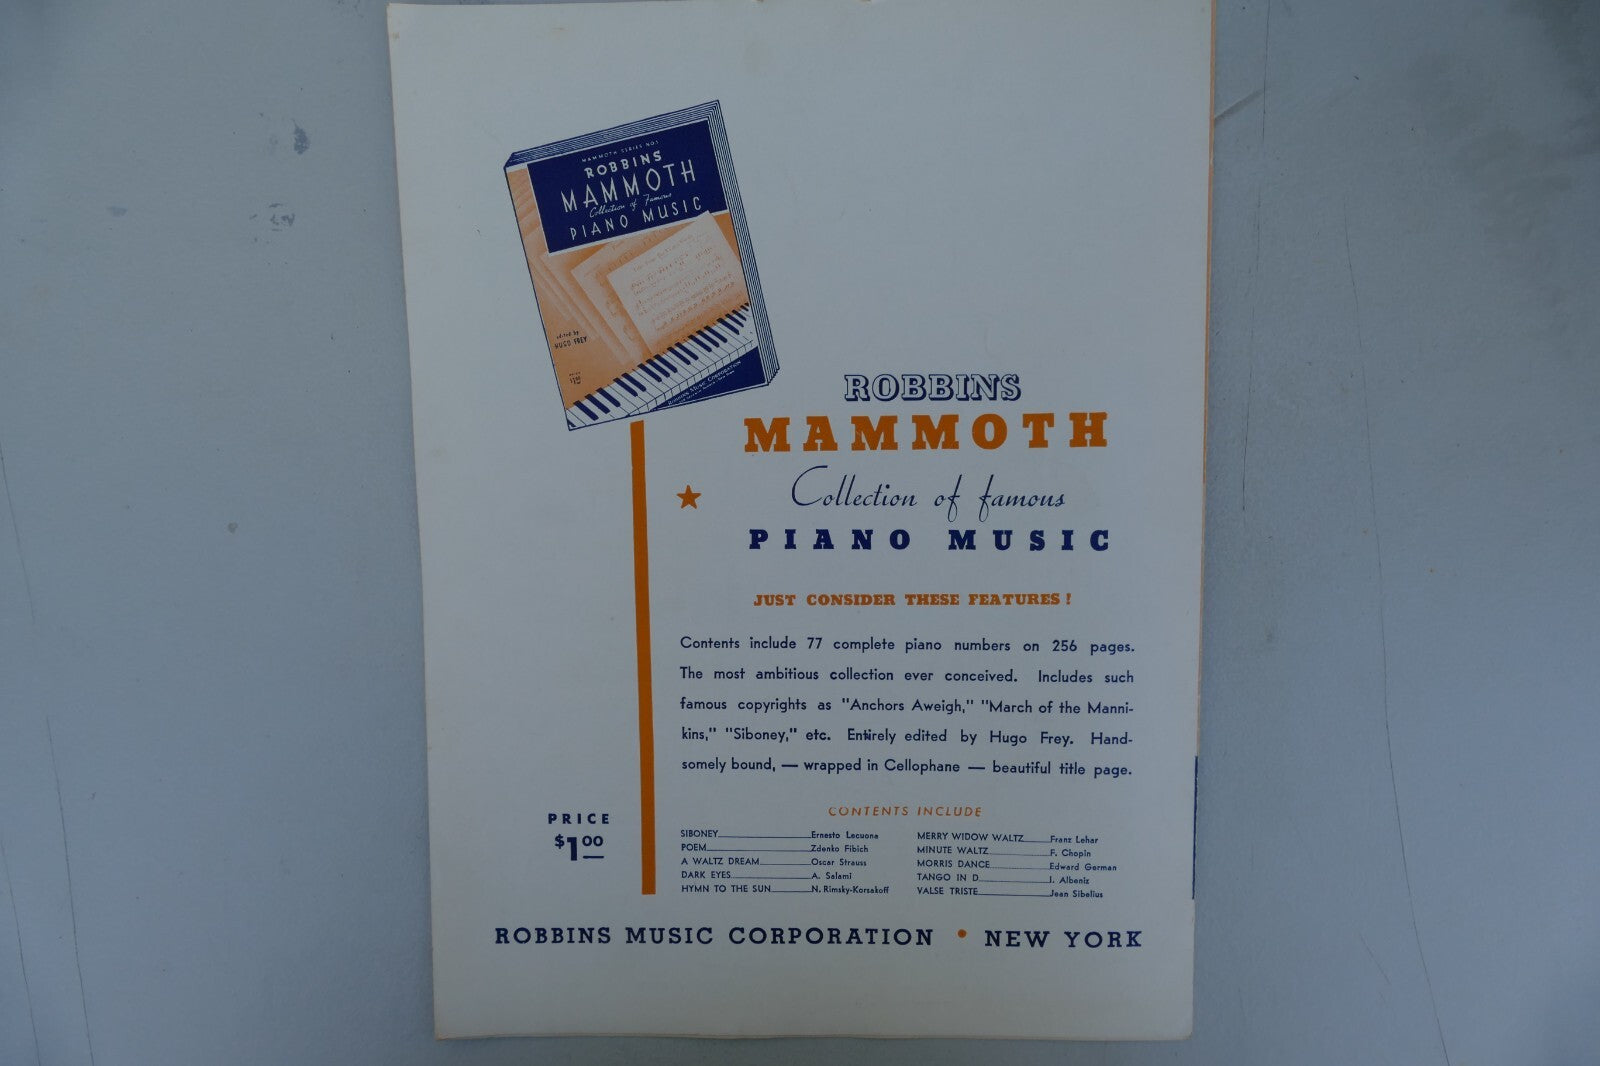 MAMMOTH SERIES NO.1
ROBBINS
MAMMOTH
Collection of Famous
PIANO MUSIC
HUGO FREY
ROBBINS MUSIC CORPORATION
ROBBINS
MAMMOTH
Collection of famous
PIANO MUSIC
JUST CONSIDER THESE FEATURES !
Contents include 77 complete piano numbers on 256 pages.
The most ambitious collection ever conceived. Includes such
famous copyrights as "Anchors Aweigh," "March of the Manni-
kins," "Siboney," etc. Entirely edited by Hugo Frey. Hand-
somely bound, — wrapped in Cellophane — beautiful title page.
PRICE
$1.00
CONTENTS INCLUDE
SIBONEY Ernesto Lecuona
POEM Zdenko Fibich
A WALTZ DREAM Oscar Strauss
DARK EYES A. Salami
HYMN TO THE SUN N. Rimsky-Korsakoff
MERRY WIDOW WALTZ Franz Lehar
MINUTE WALTZ F. Chopin
MORRIS DANCE Edward German
TANGO IN D I. Albeniz
VALSE TRISTE Jean Sibelius
ROBBINS MUSIC CORPORATION • NEW YORK